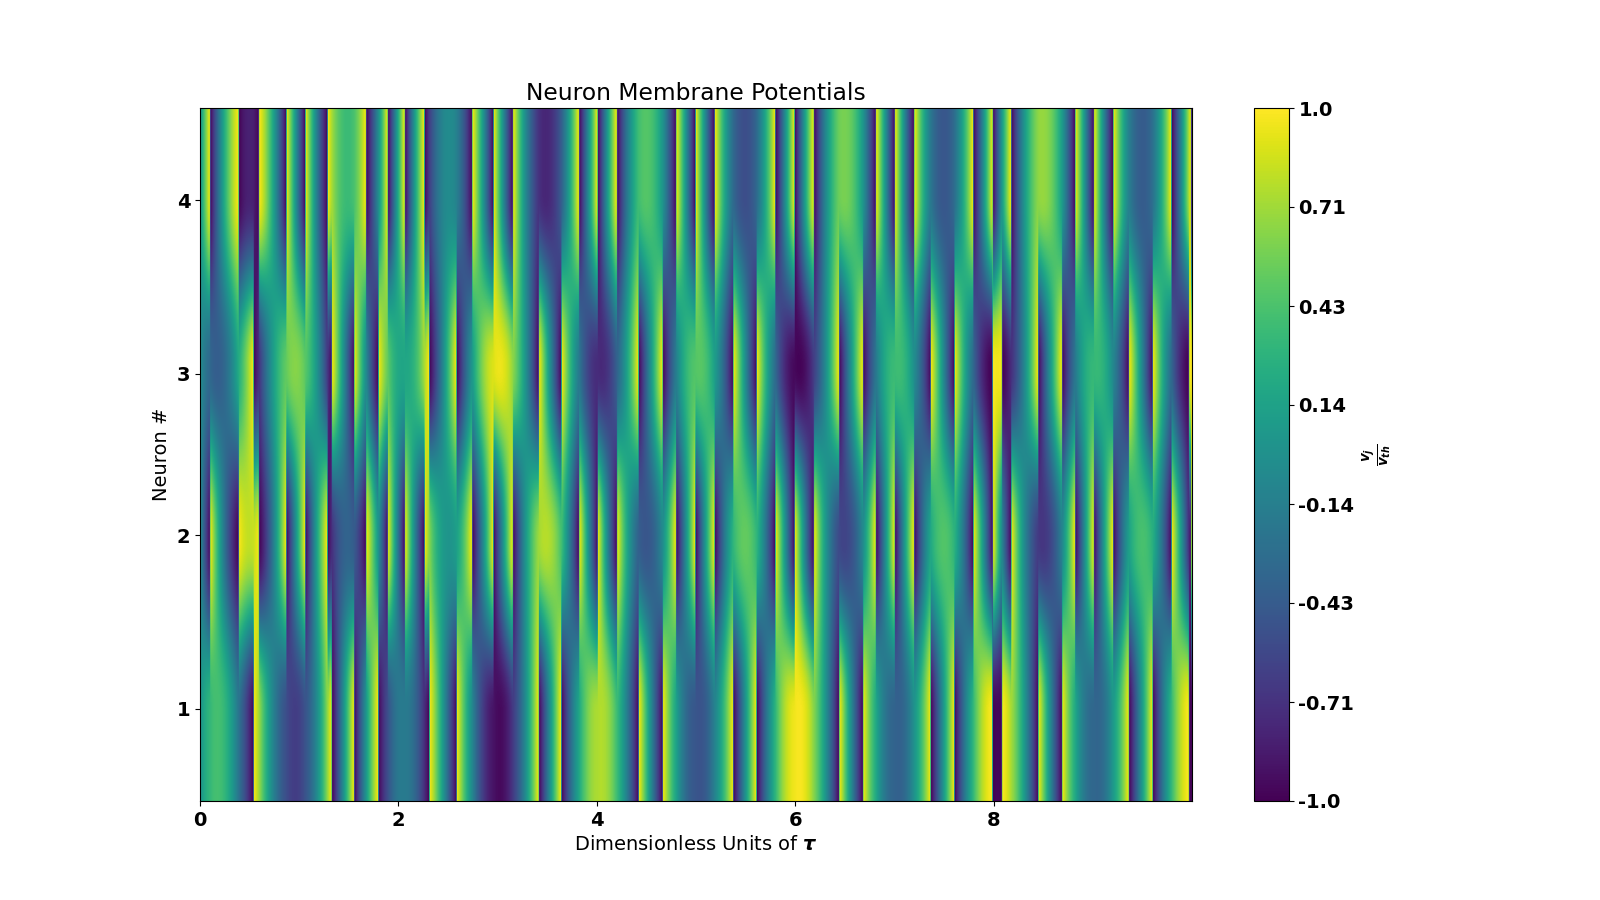 Neuron Membrane Potentials
4
3
2
1
Neuron #
0 2 4 6 8
Dimensionless Units of τ
1.0
0.71
0.43
0.14
-0.14
-0.43
-0.71
-1.0
v_j / v_th